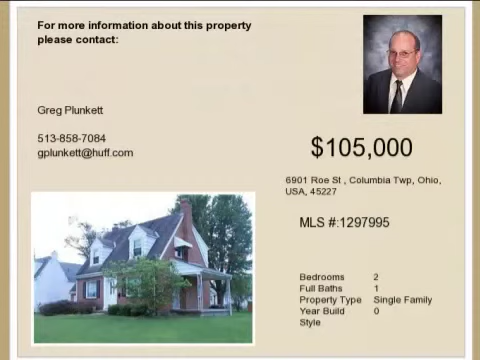 For more information about this property
please contact:
Greg Plunkett
513-858-7084
gplunkett@huff.com
$105,000
6901 Roe St , Columbia Twp, Ohio,
USA, 45227
MLS #:1297995
Bedrooms 2
Full Baths 1
Property Type Single Family
Year Build 0
Style